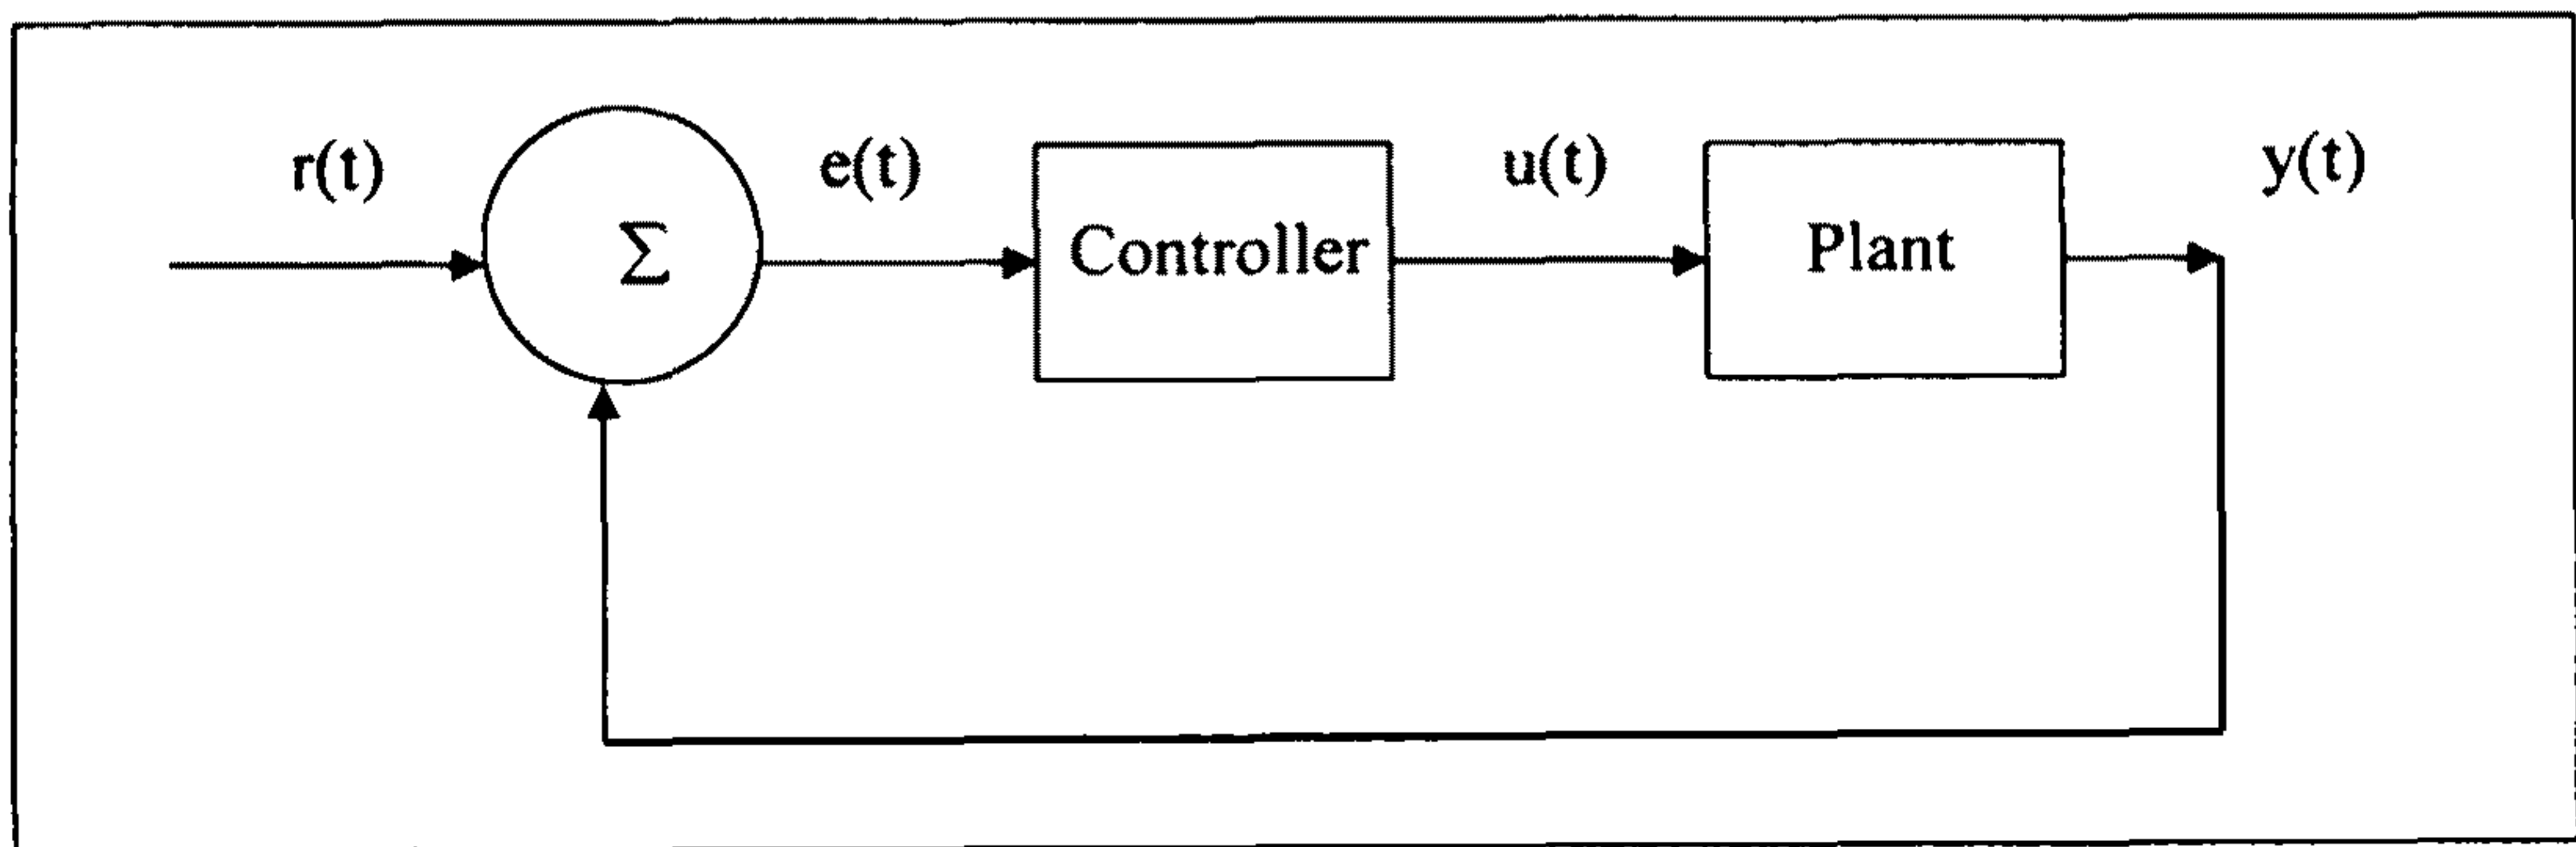 r(t)
Σ
e(t)
Controller
u(t)
Plant
y(t)